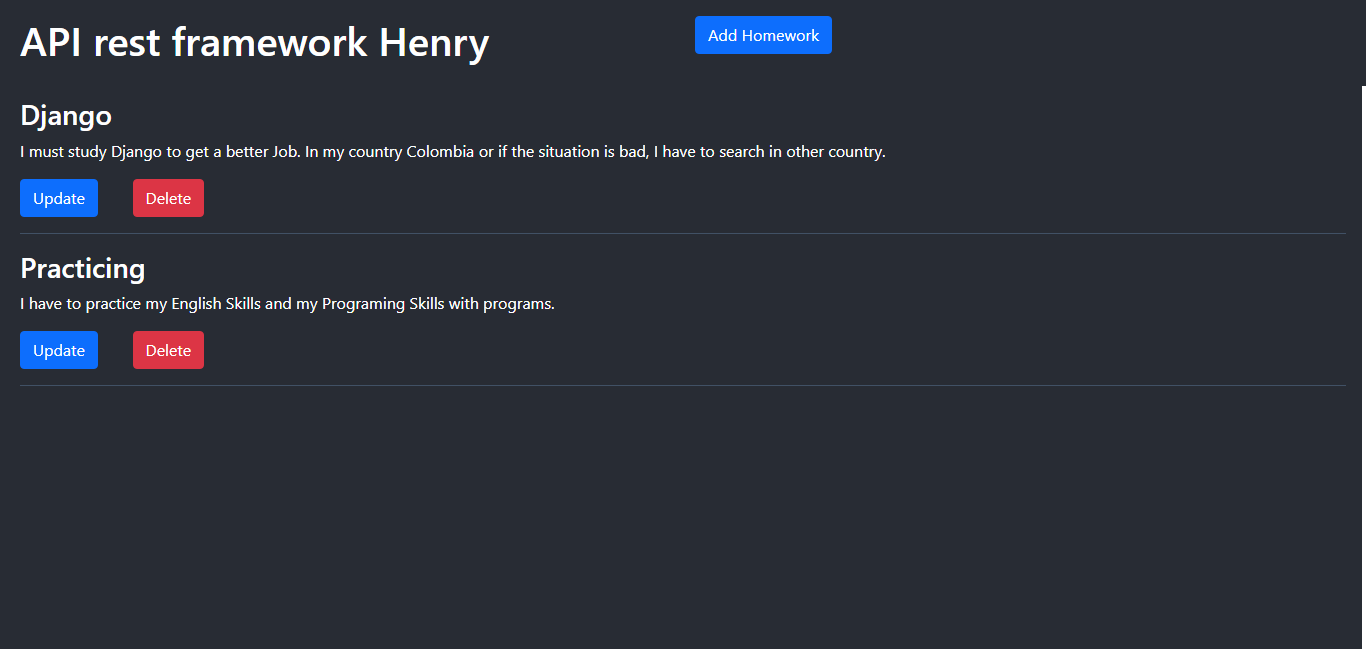 API rest framework Henry
Add Homework
Django
I must study Django to get a better Job. In my country Colombia or if the situation is bad, I have to search in other country.
Update
Delete
Practicing
I have to practice my English Skills and my Programing Skills with programs.
Update
Delete